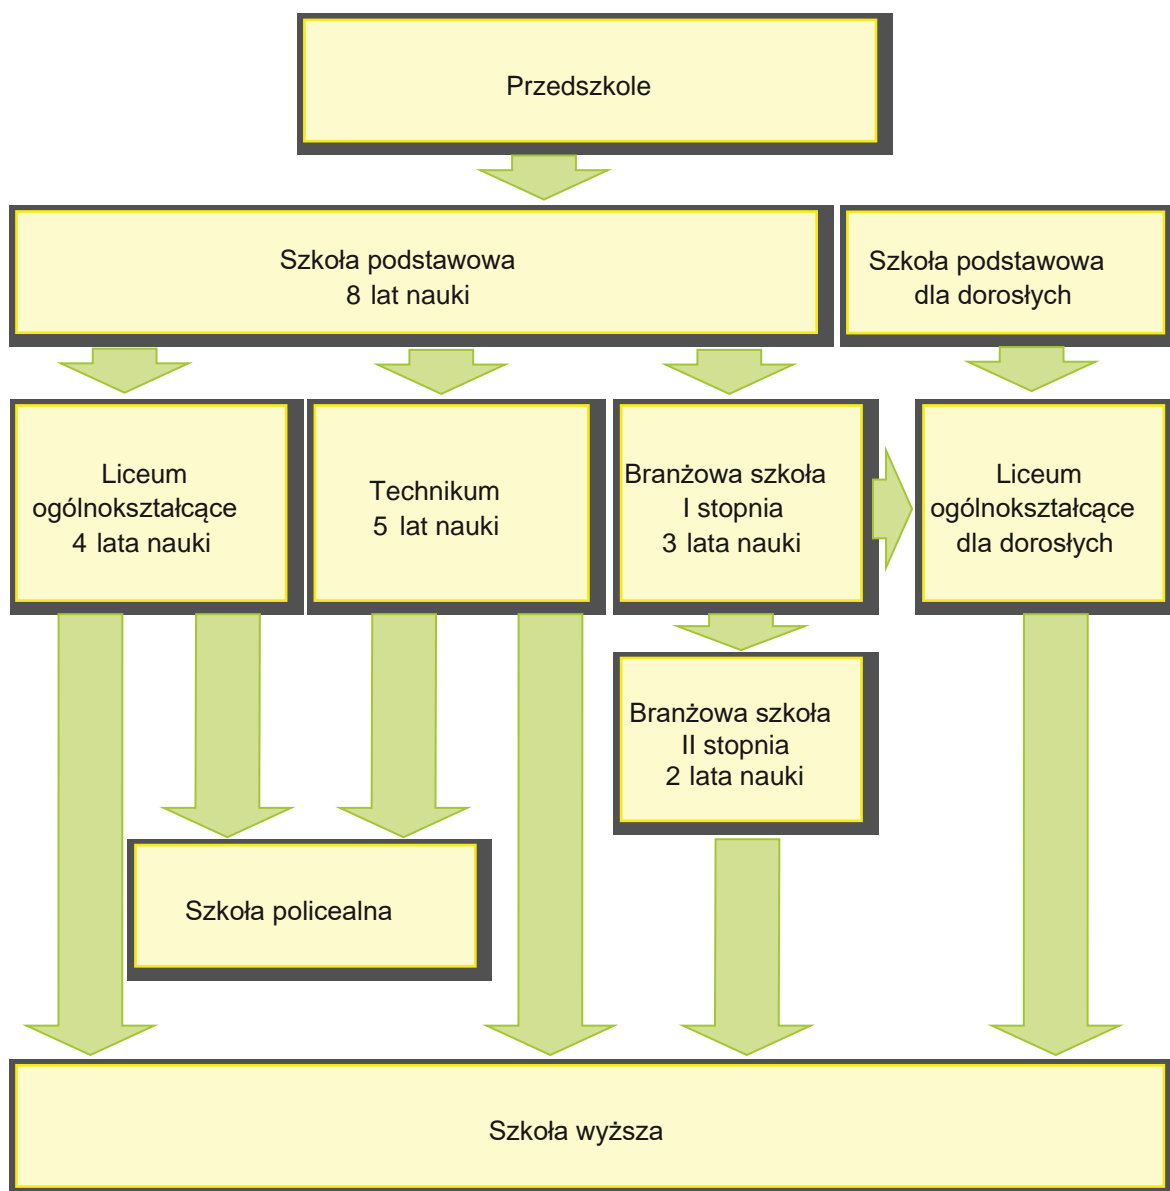 Przedszkole
Szkoła podstawowa
8 lat nauki
Szkoła podstawowa
dla dorosłych
Liceum
ogólnokształcące
4 lata nauki
Technikum
5 lat nauki
Branżowa szkoła
I stopnia
3 lata nauki
Liceum
ogólnokształcące
dla dorosłych
Branżowa szkoła
II stopnia
2 lata nauki
Szkoła policealna
Szkoła wyższa